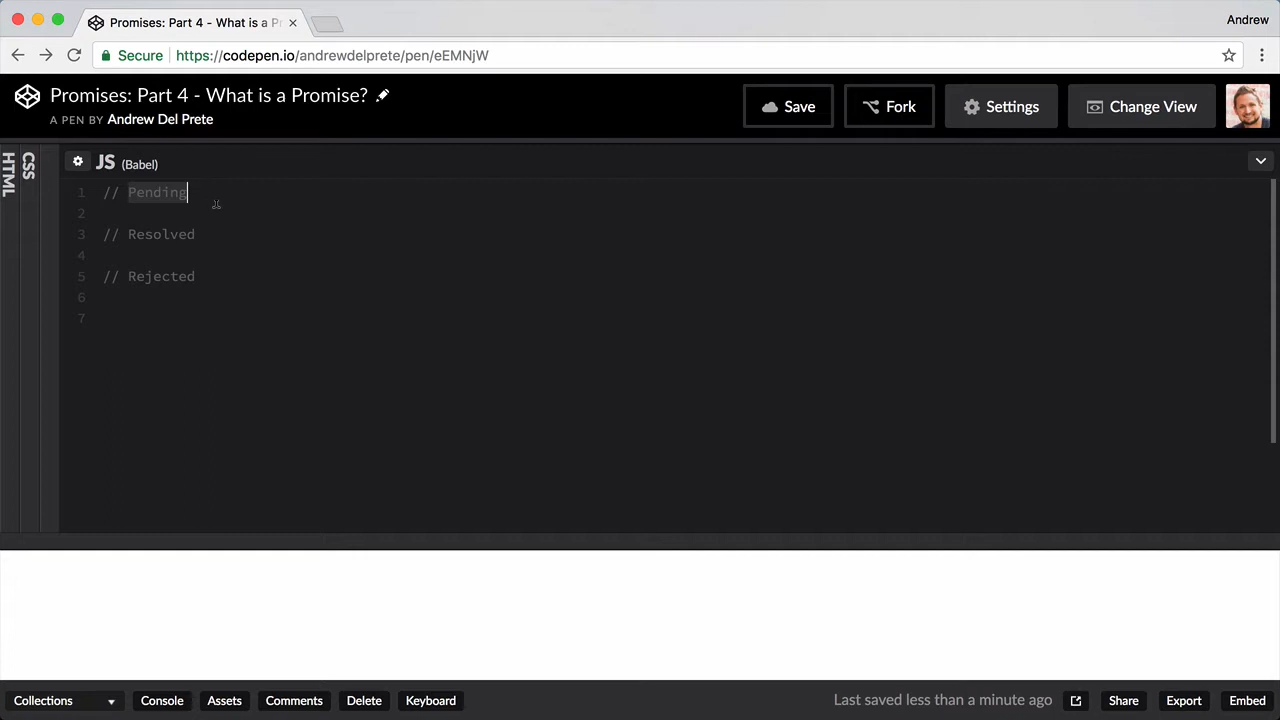 Promises: Part 4 - What is a P
Andrew
Secure https://codepen.io/andrewdelprete/pen/eEMNjW
Promises: Part 4 - What is a Promise?
A PEN BY Andrew Del Prete
Save
Fork
Settings
Change View
HTML
CSS
JS (Babel)
1 // Pending
2
3 // Resolved
4
5 // Rejected
6
7
Collections
Console
Assets
Comments
Delete
Keyboard
Last saved less than a minute ago
Share
Export
Embed